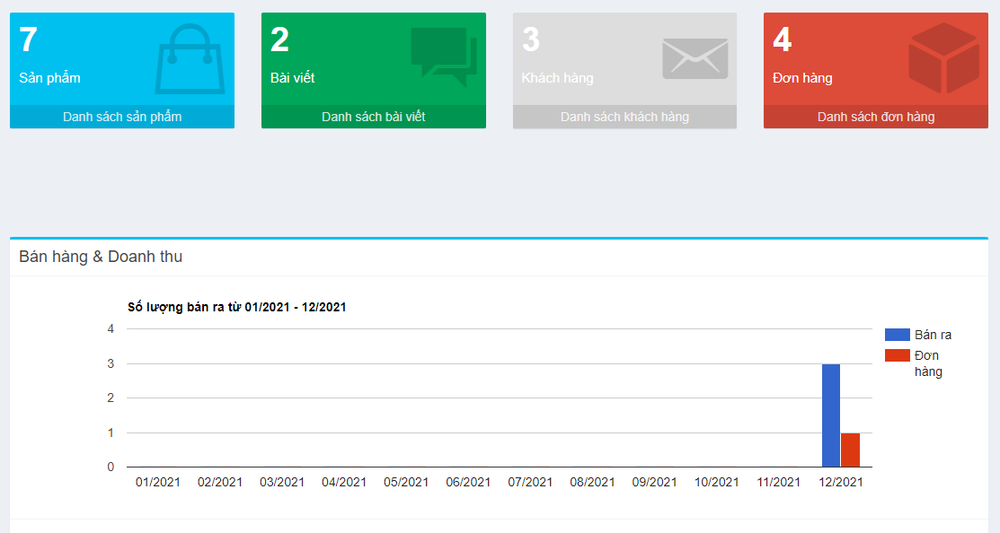 7
Sản phẩm
Danh sách sản phẩm
2
Bài viết
Danh sách bài viết
3
Khách hàng
Danh sách khách hàng
4
Đơn hàng
Danh sách đơn hàng
Bán hàng & Doanh thu
Số lượng bán ra từ 01/2021 - 12/2021
4
3
2
1
0
01/2021 02/2021 03/2021 04/2021 05/2021 06/2021 07/2021 08/2021 09/2021 10/2021 11/2021 12/2021
Bán ra
Đơn
hàng